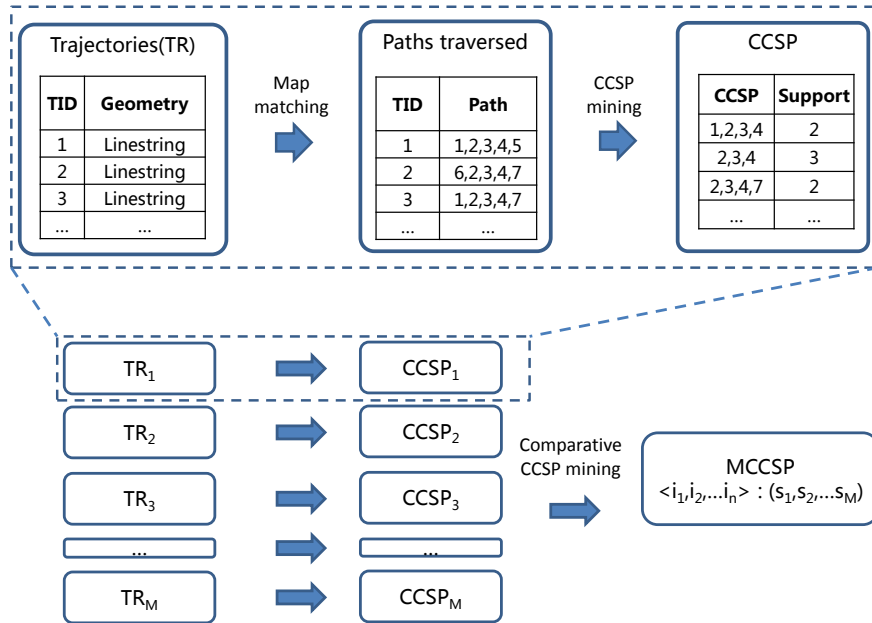 Trajectories(TR)
TID Geometry
1 Linestring
2 Linestring
3 Linestring
... ...
Map
matching
Paths traversed
TID Path
1 1,2,3,4,5
2 6,2,3,4,7
3 1,2,3,4,7
... ...
CCSP
mining
CCSP
CCSP Support
1,2,3,4 2
2,3,4 3
2,3,4,7 2
... ...
TR₁ CCSP₁
TR₂ CCSP₂
TR₃ CCSP₃
... ...
TR_M CCSP_M
Comparative
CCSP mining
MCCSP
<i₁,i₂,...iₙ> : (s₁,s₂,...s_M)